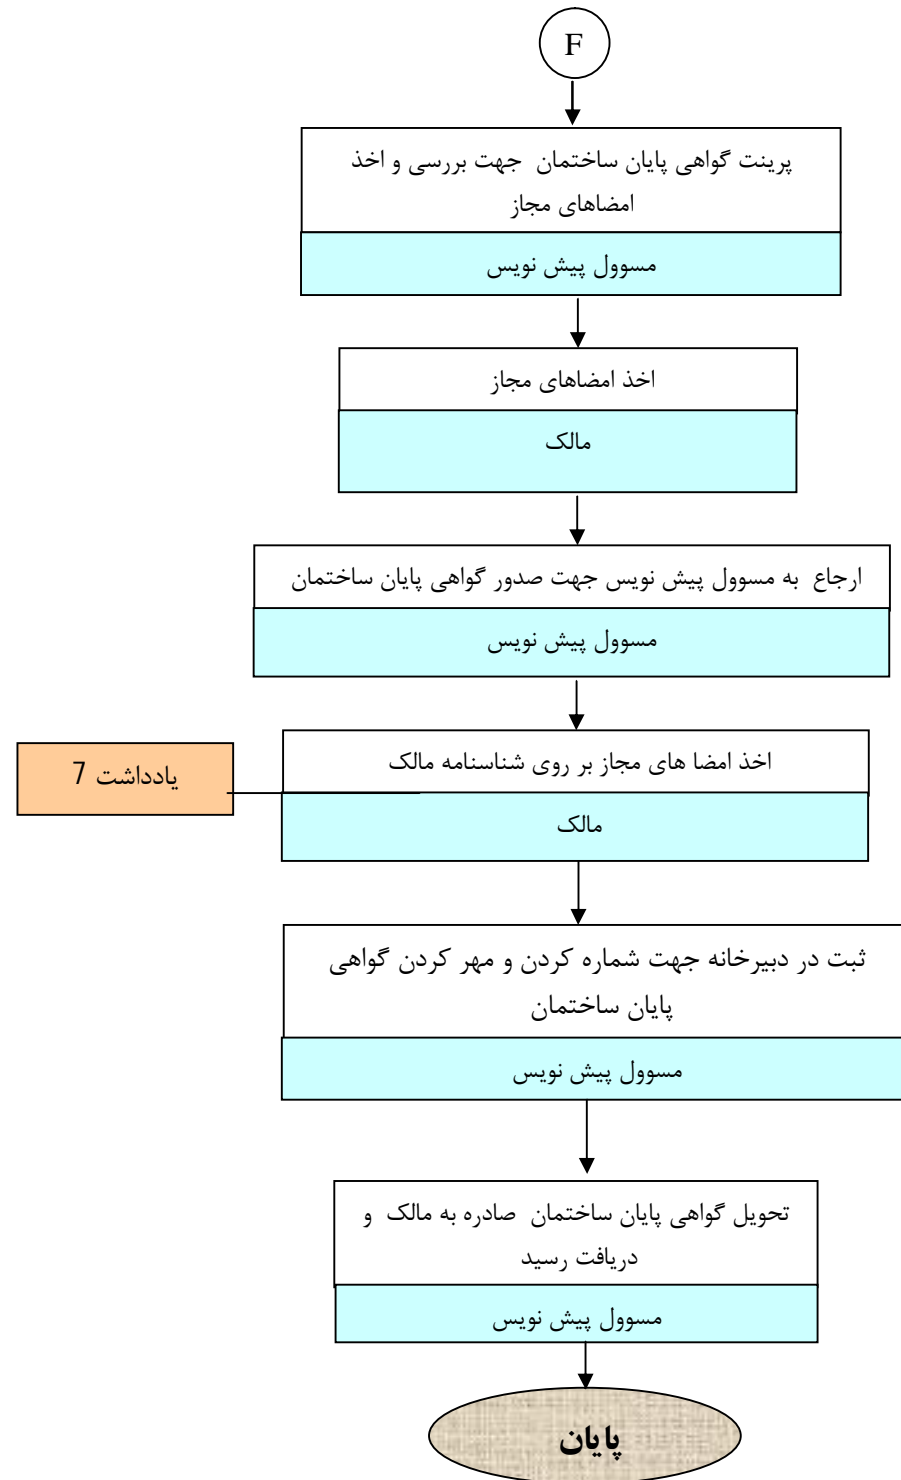 F
پرینت گواهی پایان ساختمان جهت بررسی و اخذ
امضاهای مجاز
مسوول پیش نویس
اخذ امضاهای مجاز
مالک
ارجاع به مسوول پیش نویس جهت صدور گواهی پایان ساختمان
مسوول پیش نویس
اخذ امضا های مجاز بر روی شناسنامه مالک
یادداشت 7
مالک
ثبت در دبیرخانه جهت شماره کردن و مهر کردن گواهی
پایان ساختمان
مسوول پیش نویس
تحویل گواهی پایان ساختمان صادره به مالک و
دریافت رسید
مسوول پیش نویس
پایان